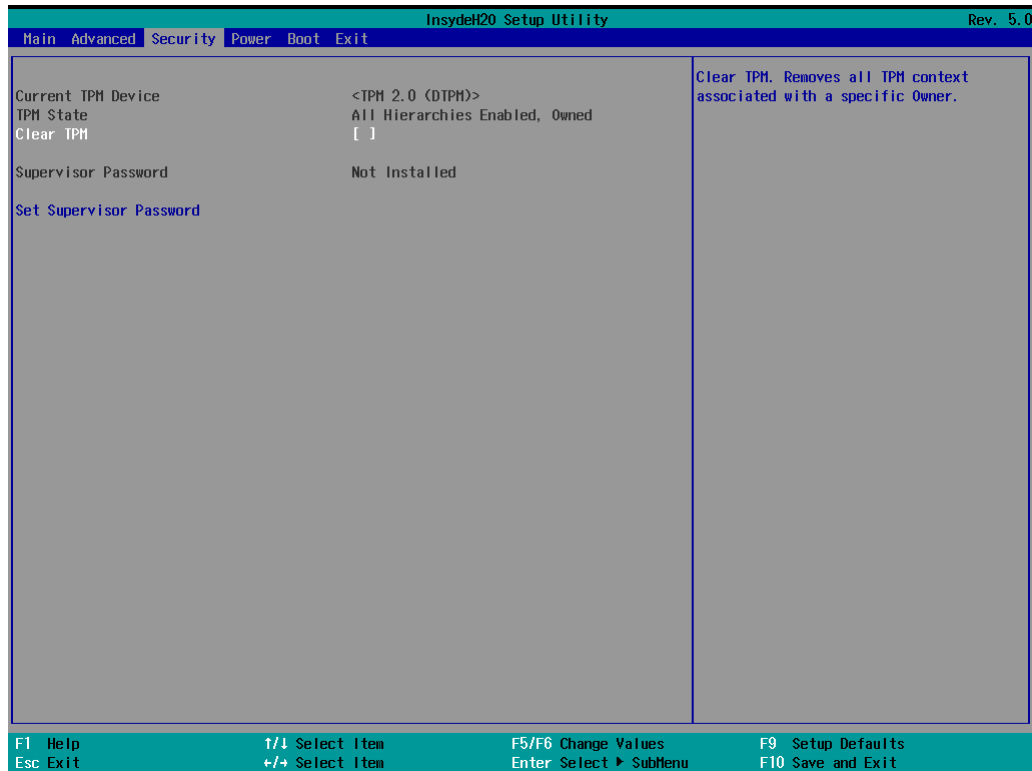 InsydeH20 Setup Utility Rev. 5.0
Main Advanced Security Power Boot Exit
Current TPM Device <TPM 2.0 (DTPM)>
TPM State All Hierarchies Enabled, Owned
Clear TPM [ ]
Supervisor Password Not Installed
Set Supervisor Password
Clear TPM. Removes all TPM context
associated with a specific Owner.
F1 Help ↑/↓ Select Item F5/F6 Change Values F9 Setup Defaults
Esc Exit ←/→ Select Item Enter Select ▶ SubMenu F10 Save and Exit